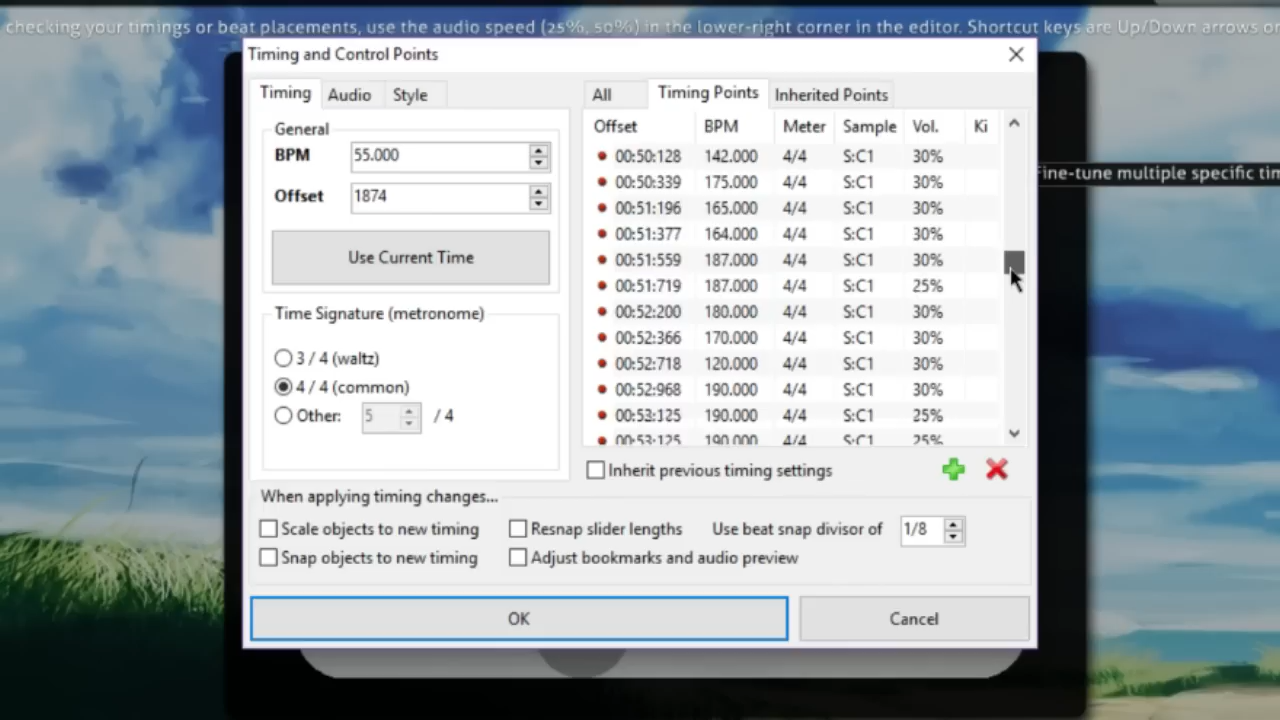 checking your timings or beat placements, use the audio speed (25%, 50%) in the lower-right corner in the editor. Shortcut keys are Up/Down arrows
Timing and Control Points
Timing Audio Style
All Timing Points Inherited Points
General
BPM 55.000
Offset 1874
Use Current Time
Time Signature (metronome)
3 / 4 (waltz)
4 / 4 (common)
Other: 5 / 4
Offset BPM Meter Sample Vol. Ki
00:50:128 142.000 4/4 S:C1 30%
00:50:339 175.000 4/4 S:C1 30%
00:51:196 165.000 4/4 S:C1 30%
00:51:377 164.000 4/4 S:C1 30%
00:51:559 187.000 4/4 S:C1 30%
00:51:719 187.000 4/4 S:C1 25%
00:52:200 180.000 4/4 S:C1 30%
00:52:366 170.000 4/4 S:C1 30%
00:52:718 120.000 4/4 S:C1 30%
00:52:968 190.000 4/4 S:C1 30%
00:53:125 190.000 4/4 S:C1 25%
00:53:125 190.000 4/4 S:C1 25%
Fine-tune multiple specific tim
Inherit previous timing settings
When applying timing changes...
Scale objects to new timing
Resnap slider lengths
Use beat snap divisor of 1/8
Snap objects to new timing
Adjust bookmarks and audio preview
OK Cancel